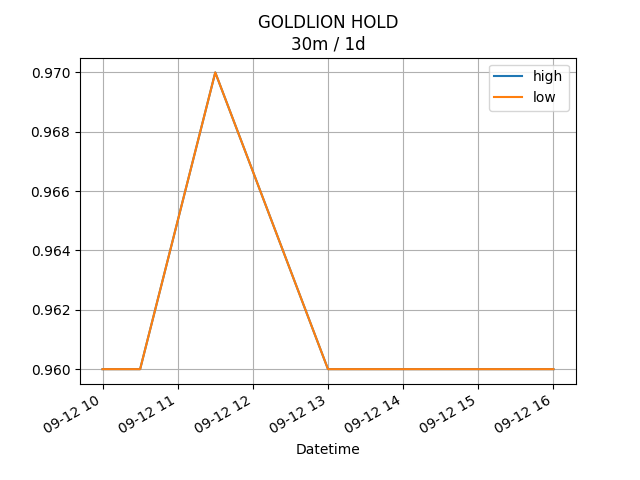 GOLDLION HOLD
30m / 1d
high
low
0.970
0.968
0.966
0.964
0.962
0.960
09-12 10
09-12 11
09-12 12
09-12 13
09-12 14
09-12 15
09-12 16
Datetime